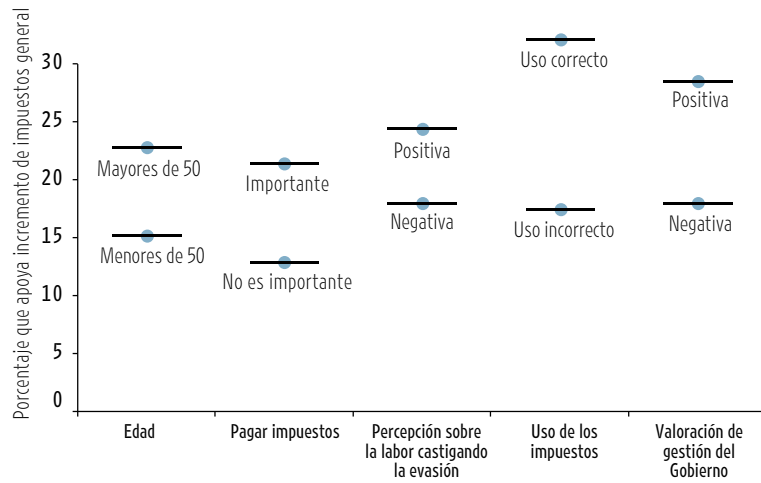 Porcentaje que apoya incremento de impuestos general
30
25
20
15
10
5
0
Mayores de 50
Menores de 50
Importante
No es importante
Positiva
Negativa
Uso correcto
Uso incorrecto
Positiva
Negativa
Edad
Pagar impuestos
Percepción sobre
la labor castigando
la evasión
Uso de los
impuestos
Valoración de
gestión del
Gobierno